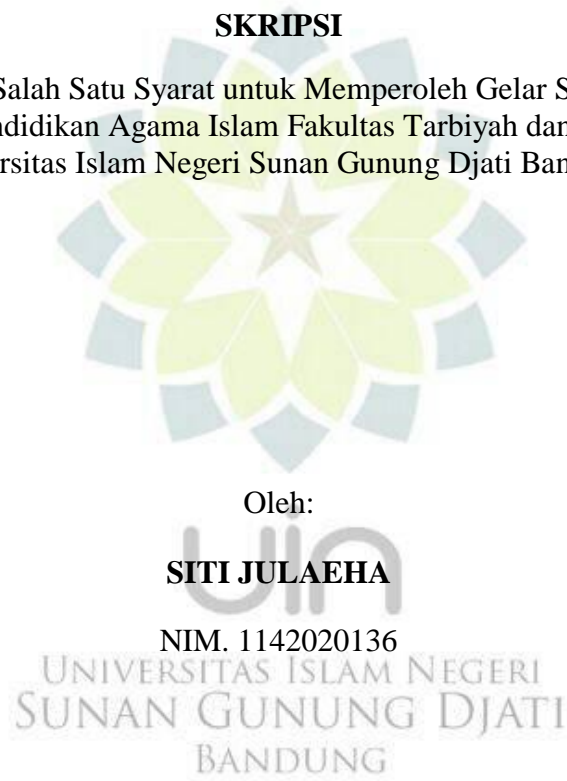 SKRIPSI
Salah Satu Syarat untuk Memperoleh Gelar S
ndidikan Agama Islam Fakultas Tarbiyah dan
rsitas Islam Negeri Sunan Gunung Djati Ban
Oleh:
uin
SITI JULAEHA
NIM. 1142020136
UNIVERSITAS ISLAM NEGERI
SUNAN GUNUNG DJATI
BANDUNG